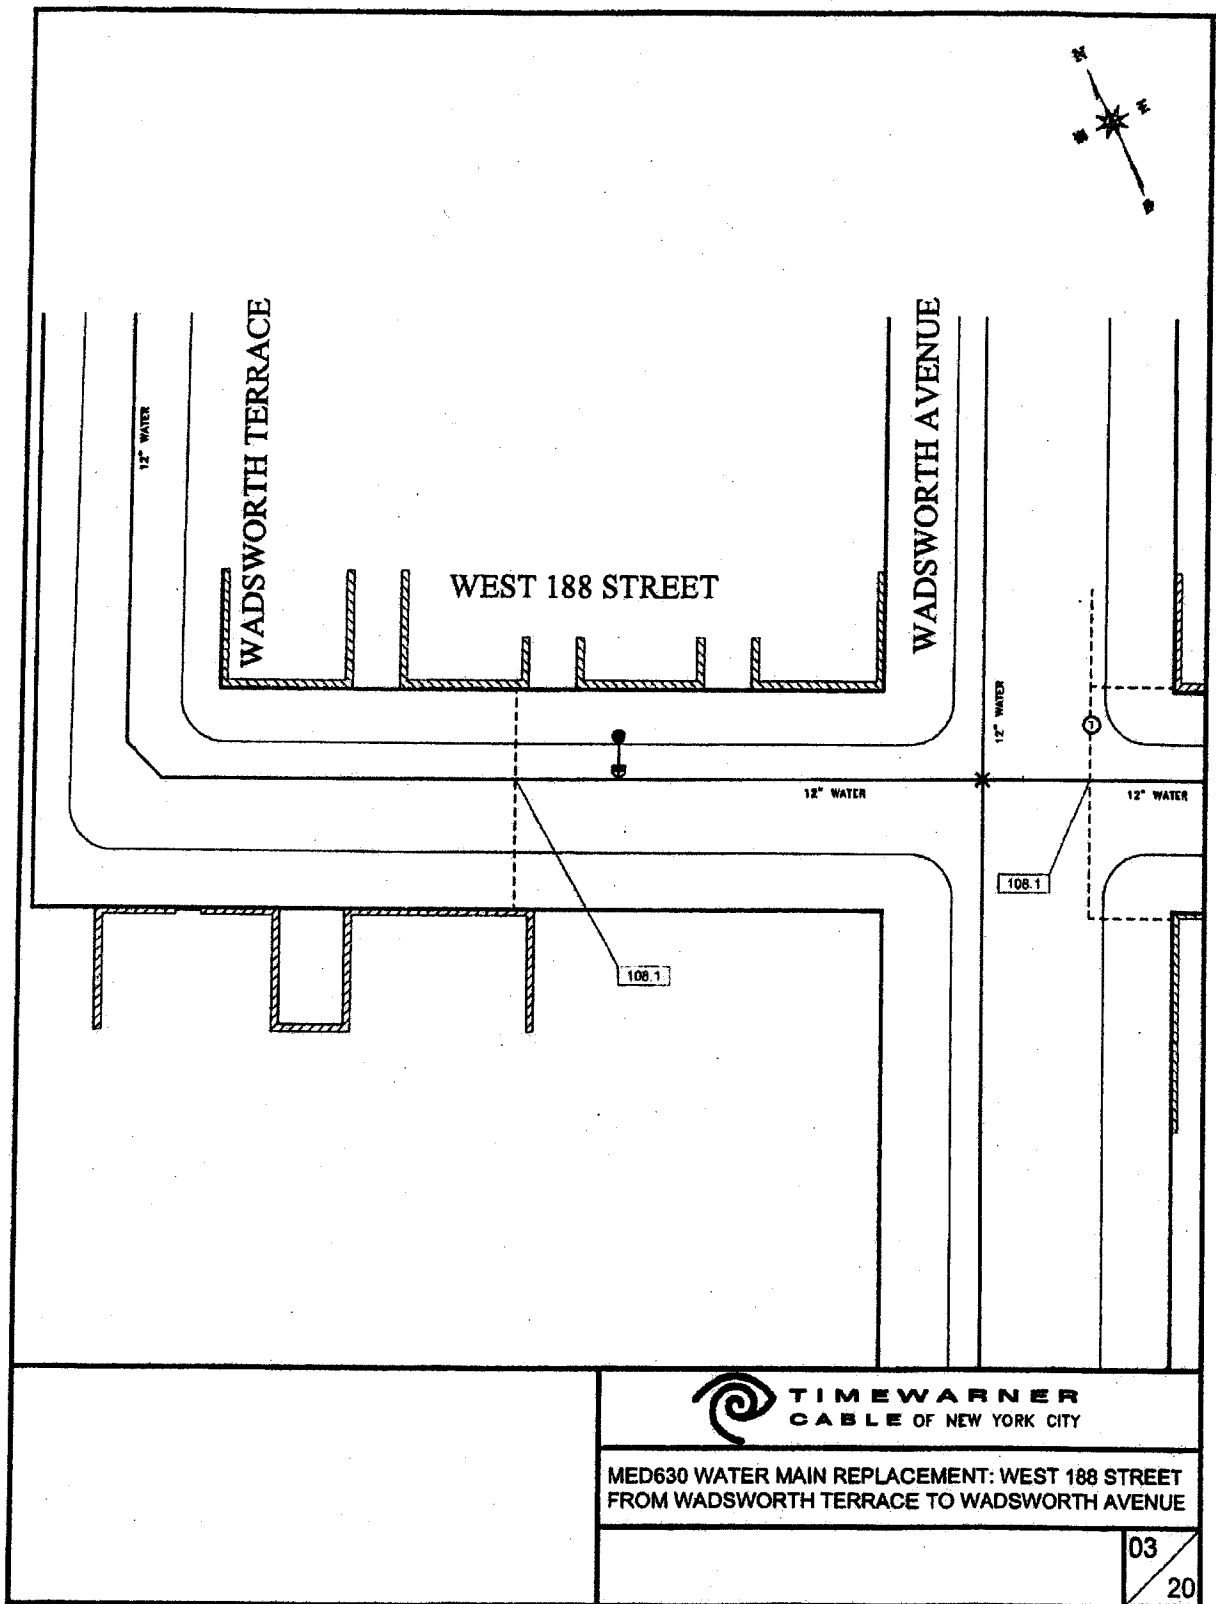 N
WADSWORTH TERRACE
WADSWORTH AVENUE
12" WATER
WEST 188 STREET
12" WATER
1
12" WATER
12" WATER
108.1
108.1
TIMEWARNER
CABLE OF NEW YORK CITY
MED630 WATER MAIN REPLACEMENT: WEST 188 STREET
FROM WADSWORTH TERRACE TO WADSWORTH AVENUE
03
20